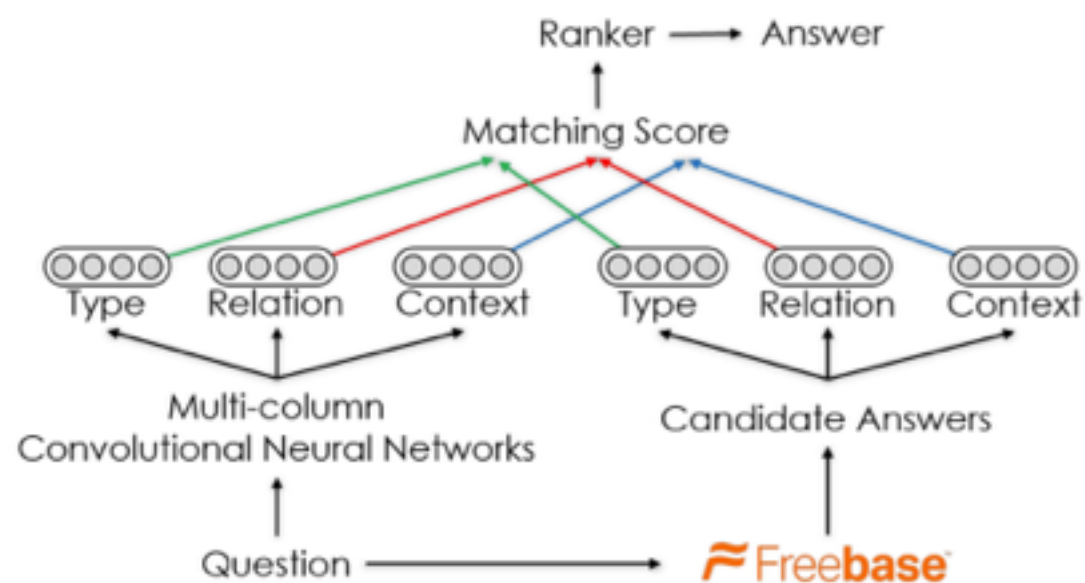 Ranker Answer
Matching Score
Type Relation Context Type Relation Context
Multi-column
Convolutional Neural Networks
Candidate Answers
Question Freebase